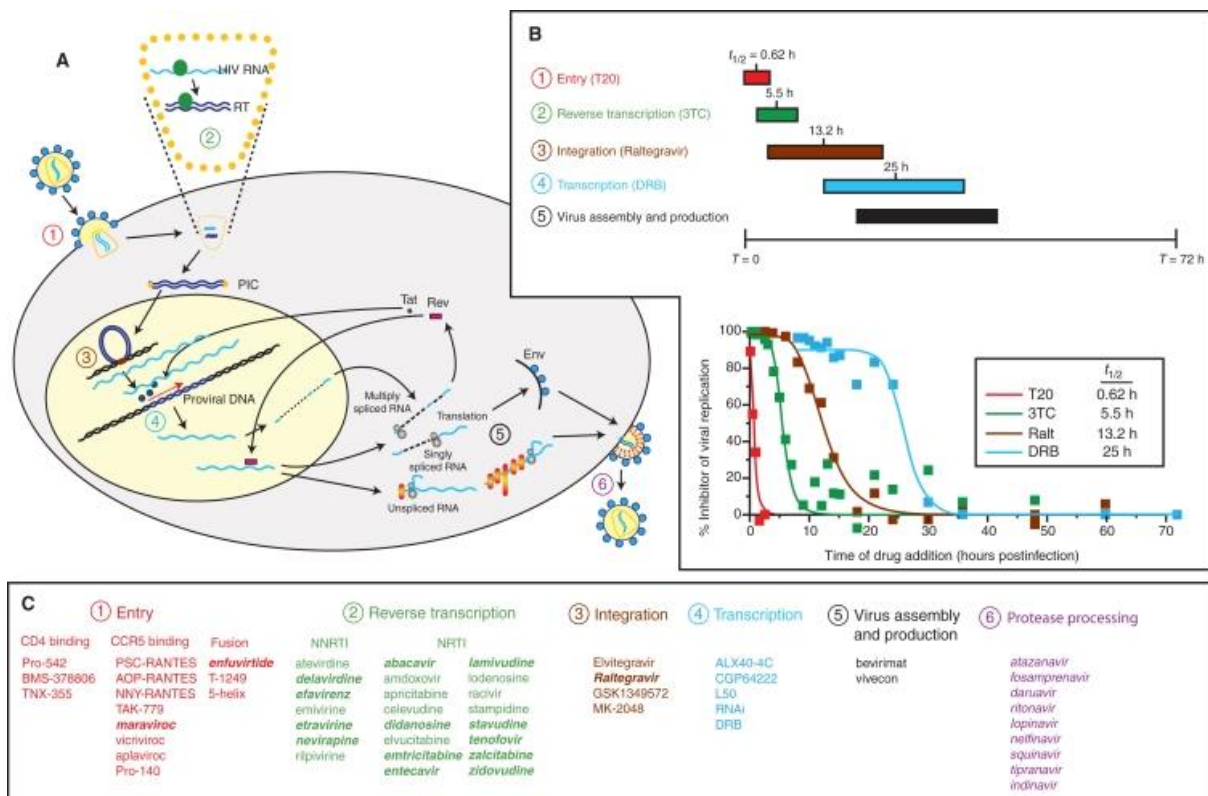 A
HIV RNA
RT
2
1
PIC
Tat Rev
3
Proviral DNA
4
Multiply
spliced RNA
Translation
Singly
spliced RNA
Unspliced RNA
Env
5
6
B
t1/2 = 0.62 h
1 Entry (T20)
5.5 h
2 Reverse transcription (3TC)
13.2 h
3 Integration (Raltegravir)
25 h
4 Transcription (DRB)
5 Virus assembly and production
T = 0 T = 72 h
% Inhibitor of viral replication
100
80
60
40
20
0
0 10 20 30 40 50 60 70
Time of drug addition (hours postinfection)
t1/2
T20 0.62 h
3TC 5.5 h
Ralt 13.2 h
DRB 25 h
C
1 Entry
CD4 binding CCR5 binding Fusion
Pro-542 PSC-RANTES enfuvirtide
BMS-378806 AOP-RANTES T-1249
TNX-355 NNY-RANTES 5-helix
TAK-779
maraviroc
vicriviroc
aplaviroc
Pro-140
2 Reverse transcription
NNRTI NRTI
atevirdine abacavir lamivudine
delavirdine amdoxovir lodenosine
efavirenz apricitabine racivir
emivirine celevudine stampidine
etravirine didanosine stavudine
nevirapine elvucitabine tenofovir
rilpivirine emtricitabine zalcitabine
entecavir zidovudine
3 Integration
Elvitegravir
Raltegravir
GSK1349572
MK-2048
4 Transcription
ALX40-4C
CGP64222
L50
RNAi
DRB
5 Virus assembly
and production
bevirimat
vivecon
6 Protease processing
atazanavir
fosamprenavir
daruavir
ritonavir
lopinavir
nelfinavir
squinavir
tipranavir
indinavir